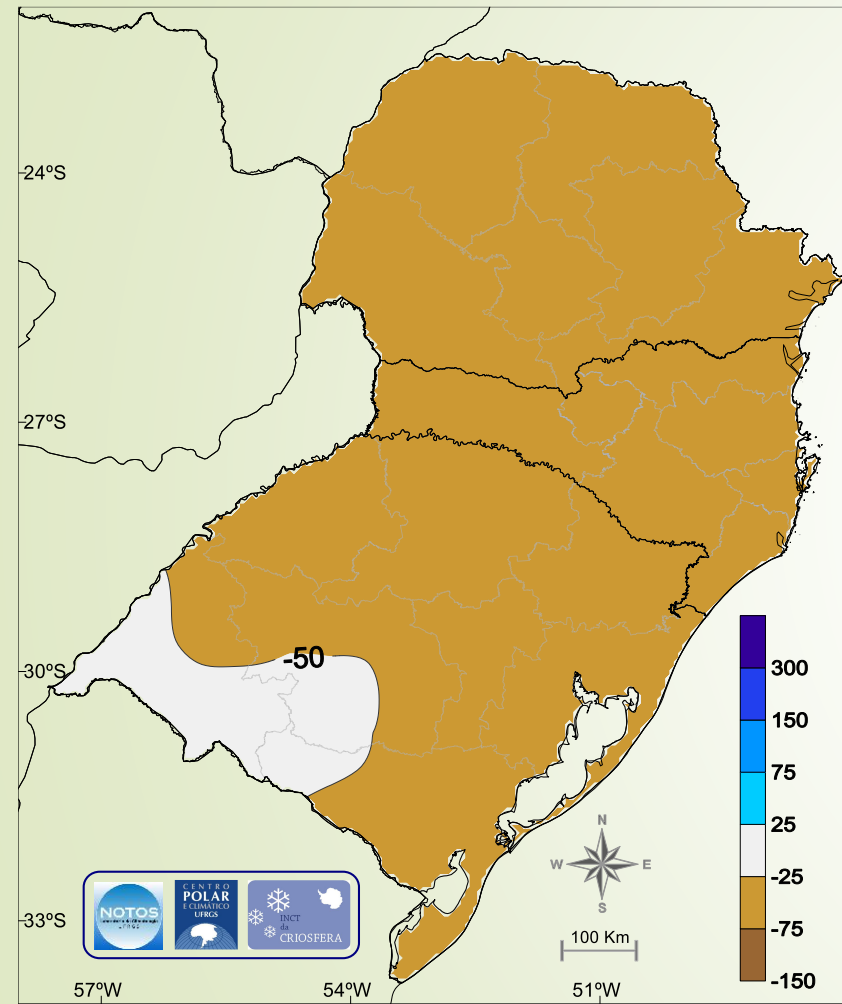 24ºS
27ºS
-50
30ºS
300
150
75
25
-25
-75
-150
N
W
E
S
100 Km
33ºS
NOTOS
CENTRO
POLAR
E CLIMÁTICO
UFRGS
INCT
da
CRIOSFERA
57ºW
54ºW
51ºW